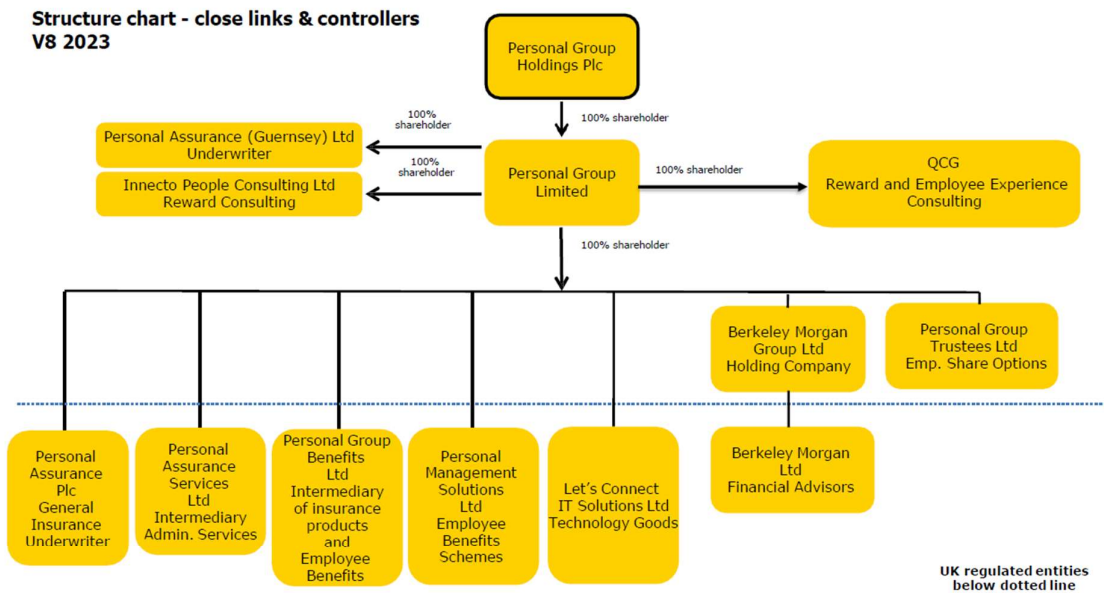 Structure chart - close links & controllers
V8 2023
Personal Group
Holdings Plc
100%
shareholder
100% shareholder
Personal Assurance (Guernsey) Ltd
Underwriter
100%
shareholder
Innecto People Consulting Ltd
Reward Consulting
Personal Group
Limited
100% shareholder
QCG
Reward and Employee Experience
Consulting
100% shareholder
Berkeley Morgan
Group Ltd
Holding Company
Personal Group
Trustees Ltd
Emp. Share Options
Personal
Assurance
Plc
General
Insurance
Underwriter
Personal
Assurance
Services
Ltd
Intermediary
Admin. Services
Personal Group
Benefits
Ltd
Intermediary
of insurance
products
and
Employee
Benefits
Personal
Management
Solutions
Ltd
Employee
Benefits
Schemes
Let's Connect
IT Solutions Ltd
Technology Goods
Berkeley Morgan
Ltd
Financial Advisors
UK regulated entities
below dotted line